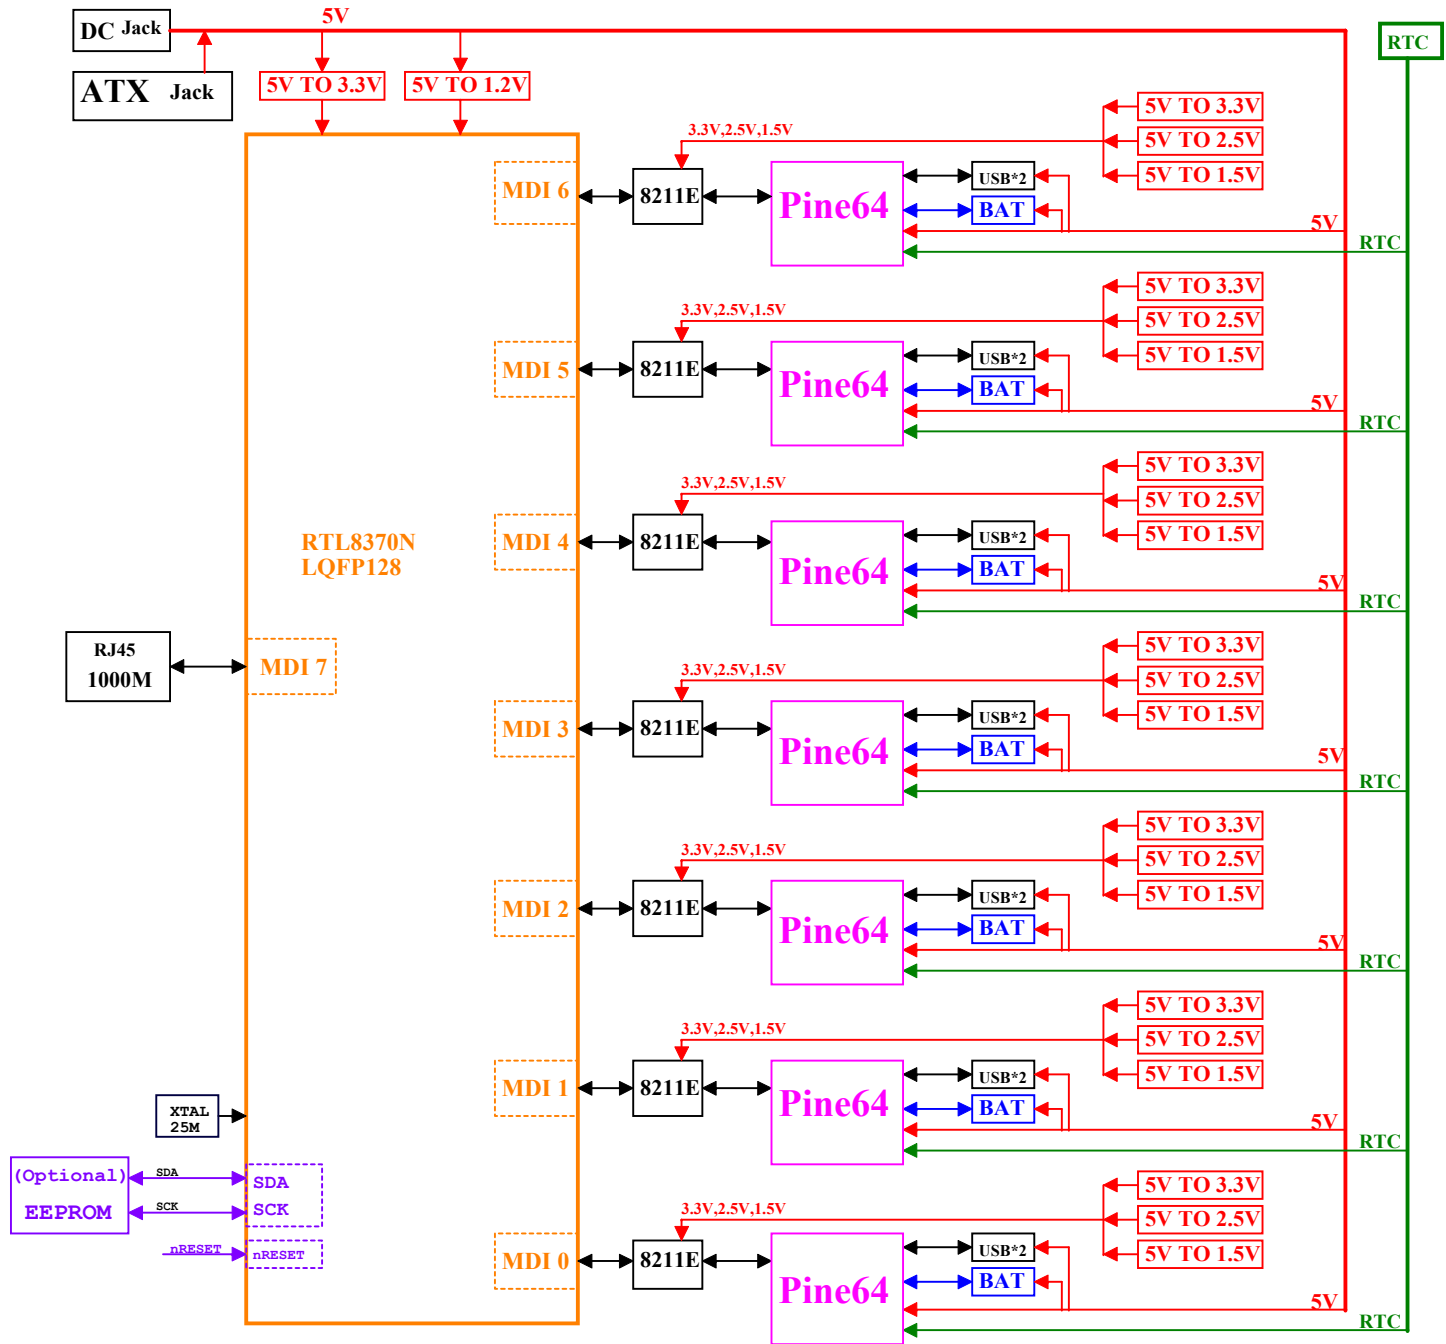 DC Jack
5V
RTC
ATX Jack
5V TO 3.3V
5V TO 1.2V
MDI 6
8211E
3.3V,2.5V,1.5V
Pine64
USB*2
BAT
5V TO 3.3V
5V TO 2.5V
5V TO 1.5V
5V
RTC
MDI 5
8211E
3.3V,2.5V,1.5V
Pine64
USB*2
BAT
5V TO 3.3V
5V TO 2.5V
5V TO 1.5V
5V
RTC
RTL8370N
LQFP128
MDI 4
8211E
3.3V,2.5V,1.5V
Pine64
USB*2
BAT
5V TO 3.3V
5V TO 2.5V
5V TO 1.5V
5V
RTC
RJ45
1000M
MDI 7
MDI 3
8211E
3.3V,2.5V,1.5V
Pine64
USB*2
BAT
5V TO 3.3V
5V TO 2.5V
5V TO 1.5V
5V
RTC
MDI 2
8211E
3.3V,2.5V,1.5V
Pine64
USB*2
BAT
5V TO 3.3V
5V TO 2.5V
5V TO 1.5V
5V
RTC
MDI 1
8211E
3.3V,2.5V,1.5V
Pine64
USB*2
BAT
5V TO 3.3V
5V TO 2.5V
5V TO 1.5V
5V
RTC
XTAL
25M
(Optional)
EEPROM
SDA
SCK
SDA
SCK
nRESET
nRESET
MDI 0
8211E
3.3V,2.5V,1.5V
Pine64
USB*2
BAT
5V TO 3.3V
5V TO 2.5V
5V TO 1.5V
5V
RTC